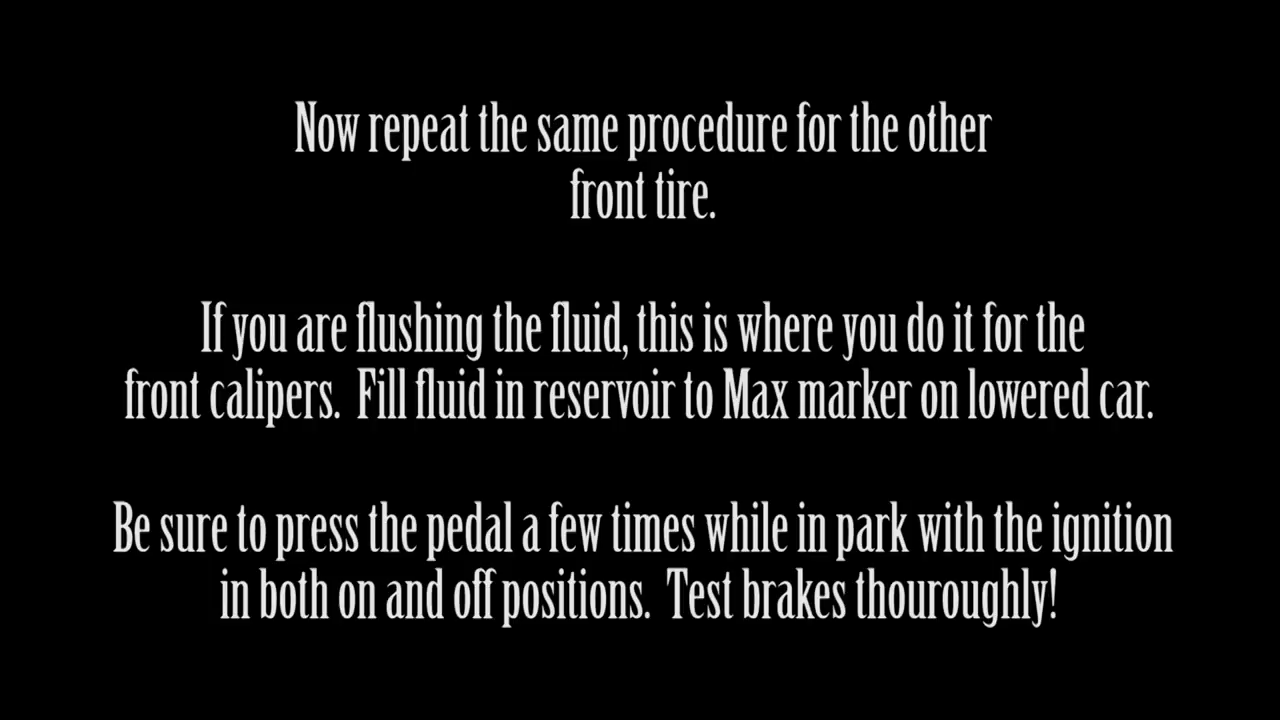 Now repeat the same procedure for the other
front tire.
If you are flushing the fluid, this is where you do it for the
front calipers.  Fill fluid in reservoir to Max marker on lowered car.
Be sure to press the pedal a few times while in park with the ignition
in both on and off positions.  Test brakes thouroughly!